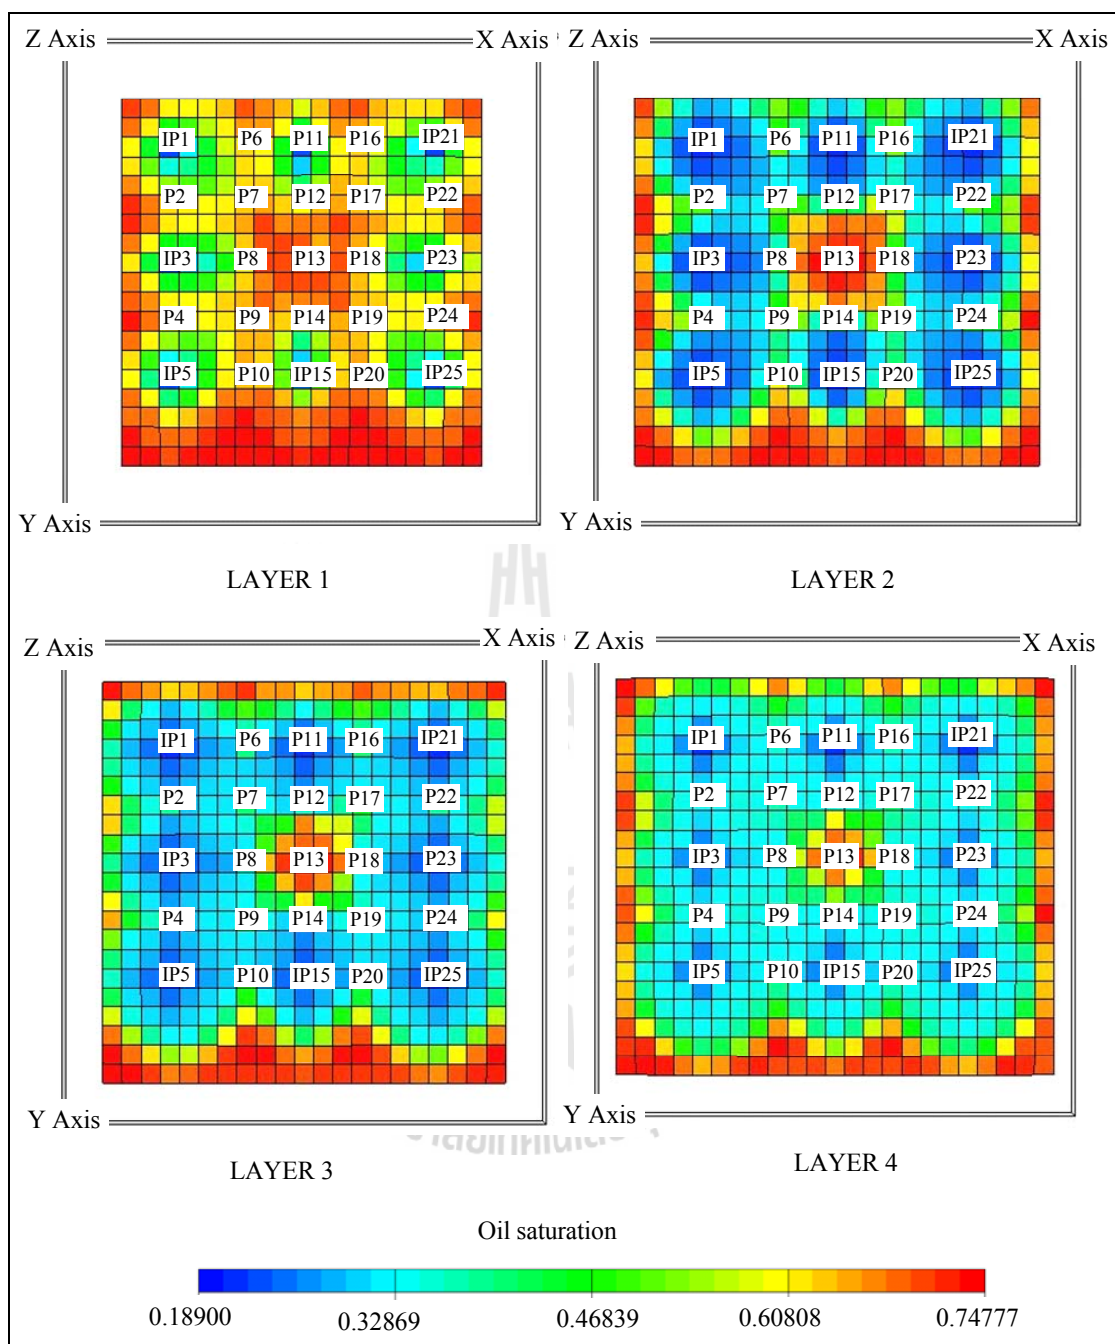 Z Axis X Axis Z Axis X Axis
IP1 P6 P11 P16 IP21 IP1 P6 P11 P16 IP21
P2 P7 P12 P17 P22 P2 P7 P12 P17 P22
IP3 P8 P13 P18 P23 IP3 P8 P13 P18 P23
P4 P9 P14 P19 P24 P4 P9 P14 P19 P24
IP5 P10 IP15 P20 IP25 IP5 P10 IP15 P20 IP25
Y Axis Y Axis
LAYER 1 LAYER 2
Z Axis X Axis Z Axis X Axis
IP1 P6 P11 P16 IP21 IP1 P6 P11 P16 IP21
P2 P7 P12 P17 P22 P2 P7 P12 P17 P22
IP3 P8 P13 P18 P23 IP3 P8 P13 P18 P23
P4 P9 P14 P19 P24 P4 P9 P14 P19 P24
IP5 P10 IP15 P20 IP25 IP5 P10 IP15 P20 IP25
Y Axis Y Axis
LAYER 3 LAYER 4
Oil saturation
0.18900 0.32869 0.46839 0.60808 0.74777